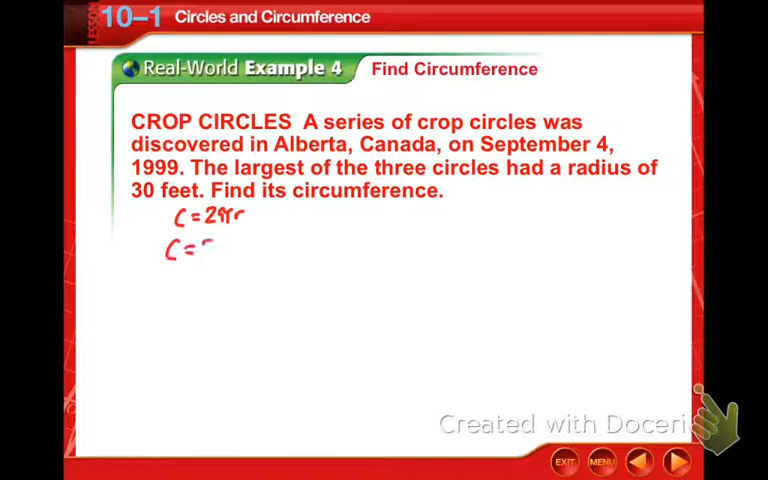 LESSON 10–1 Circles and Circumference
Real-World Example 4 Find Circumference
CROP CIRCLES A series of crop circles was
discovered in Alberta, Canada, on September 4,
1999. The largest of the three circles had a radius of
30 feet. Find its circumference.
C = 2πr
C =
Created with Doceri
EXIT MENU